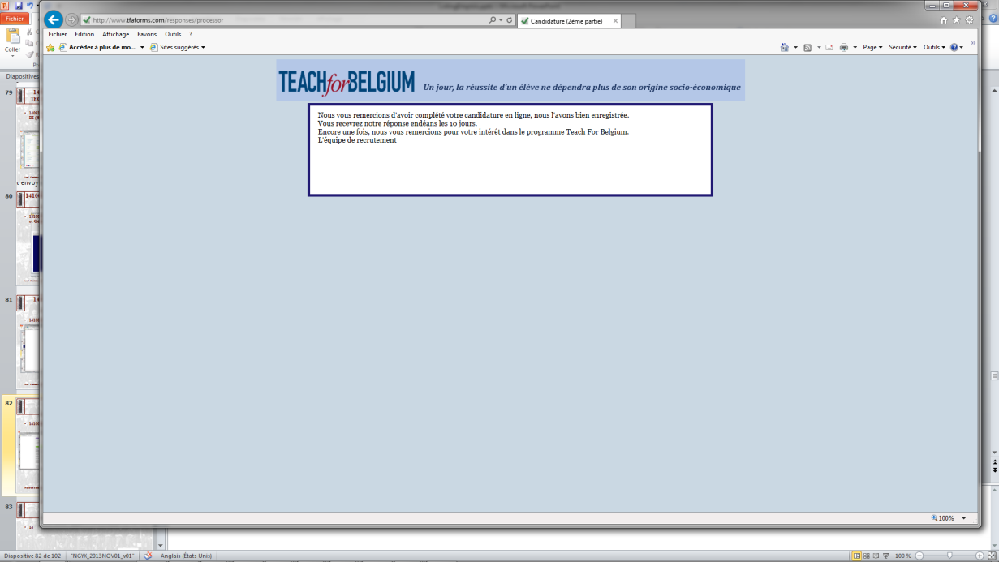 Fichier
Coller
Diapositives
79
80
81
82
83
http://www.tfaforms.com/responses/processor
Candidature (2ème partie)
Fichier Edition Affichage Favoris Outils ?
Accéder à plus de mo... Sites suggérés
Page Sécurité Outils
TEACHforBELGIUM Un jour, la réussite d'un élève ne dépendra plus de son origine socio-économique
Nous vous remercions d'avoir complété votre candidature en ligne, nous l'avons bien enregistrée.
Vous recevrez notre réponse endéans les 10 jours.
Encore une fois, nous vous remercions pour votre intérêt dans le programme Teach For Belgium.
L'équipe de recrutement
100%
Diapositive 82 de 102 "NGYX_2013NOV01_v01" Anglais (États Unis) 100 %